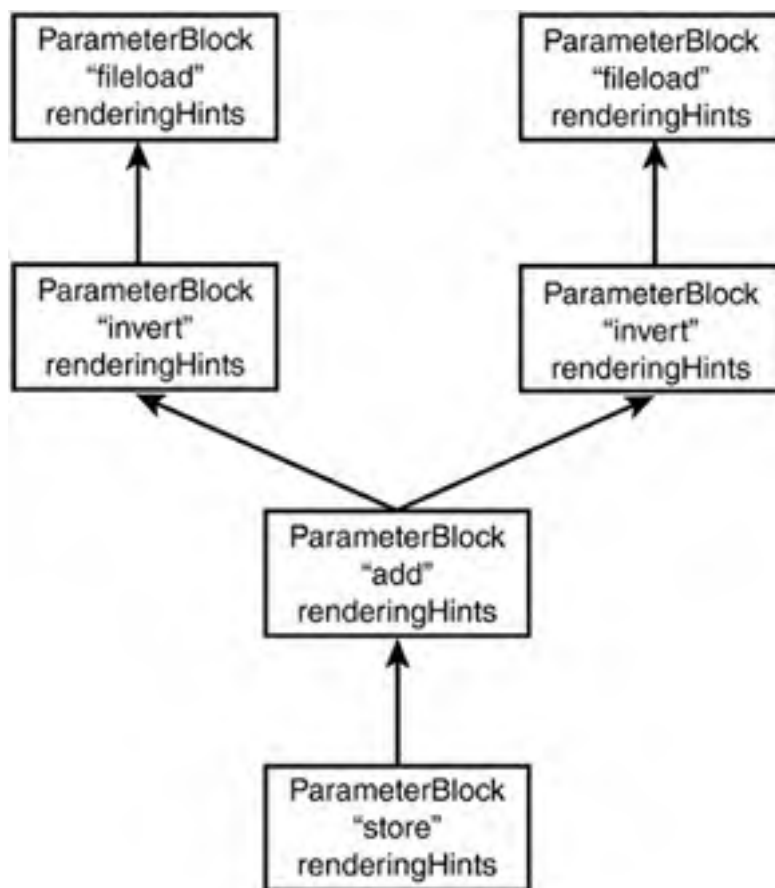 ParameterBlock
“fileload”
renderingHints
ParameterBlock
“fileload”
renderingHints
ParameterBlock
“invert”
renderingHints
ParameterBlock
“invert”
renderingHints
ParameterBlock
“add”
renderingHints
ParameterBlock
“store”
renderingHints